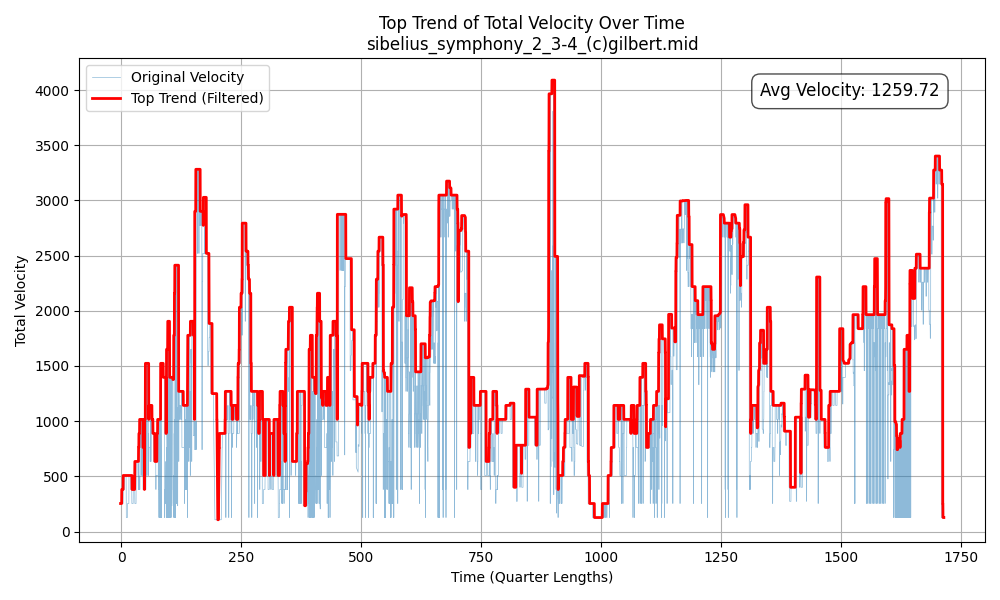 Top Trend of Total Velocity Over Time
sibelius_symphony_2_3-4_(c)gilbert.mid
Original Velocity
Top Trend (Filtered)
Avg Velocity: 1259.72
Total Velocity
4000
3500
3000
2500
2000
1500
1000
500
0
0 250 500 750 1000 1250 1500 1750
Time (Quarter Lengths)